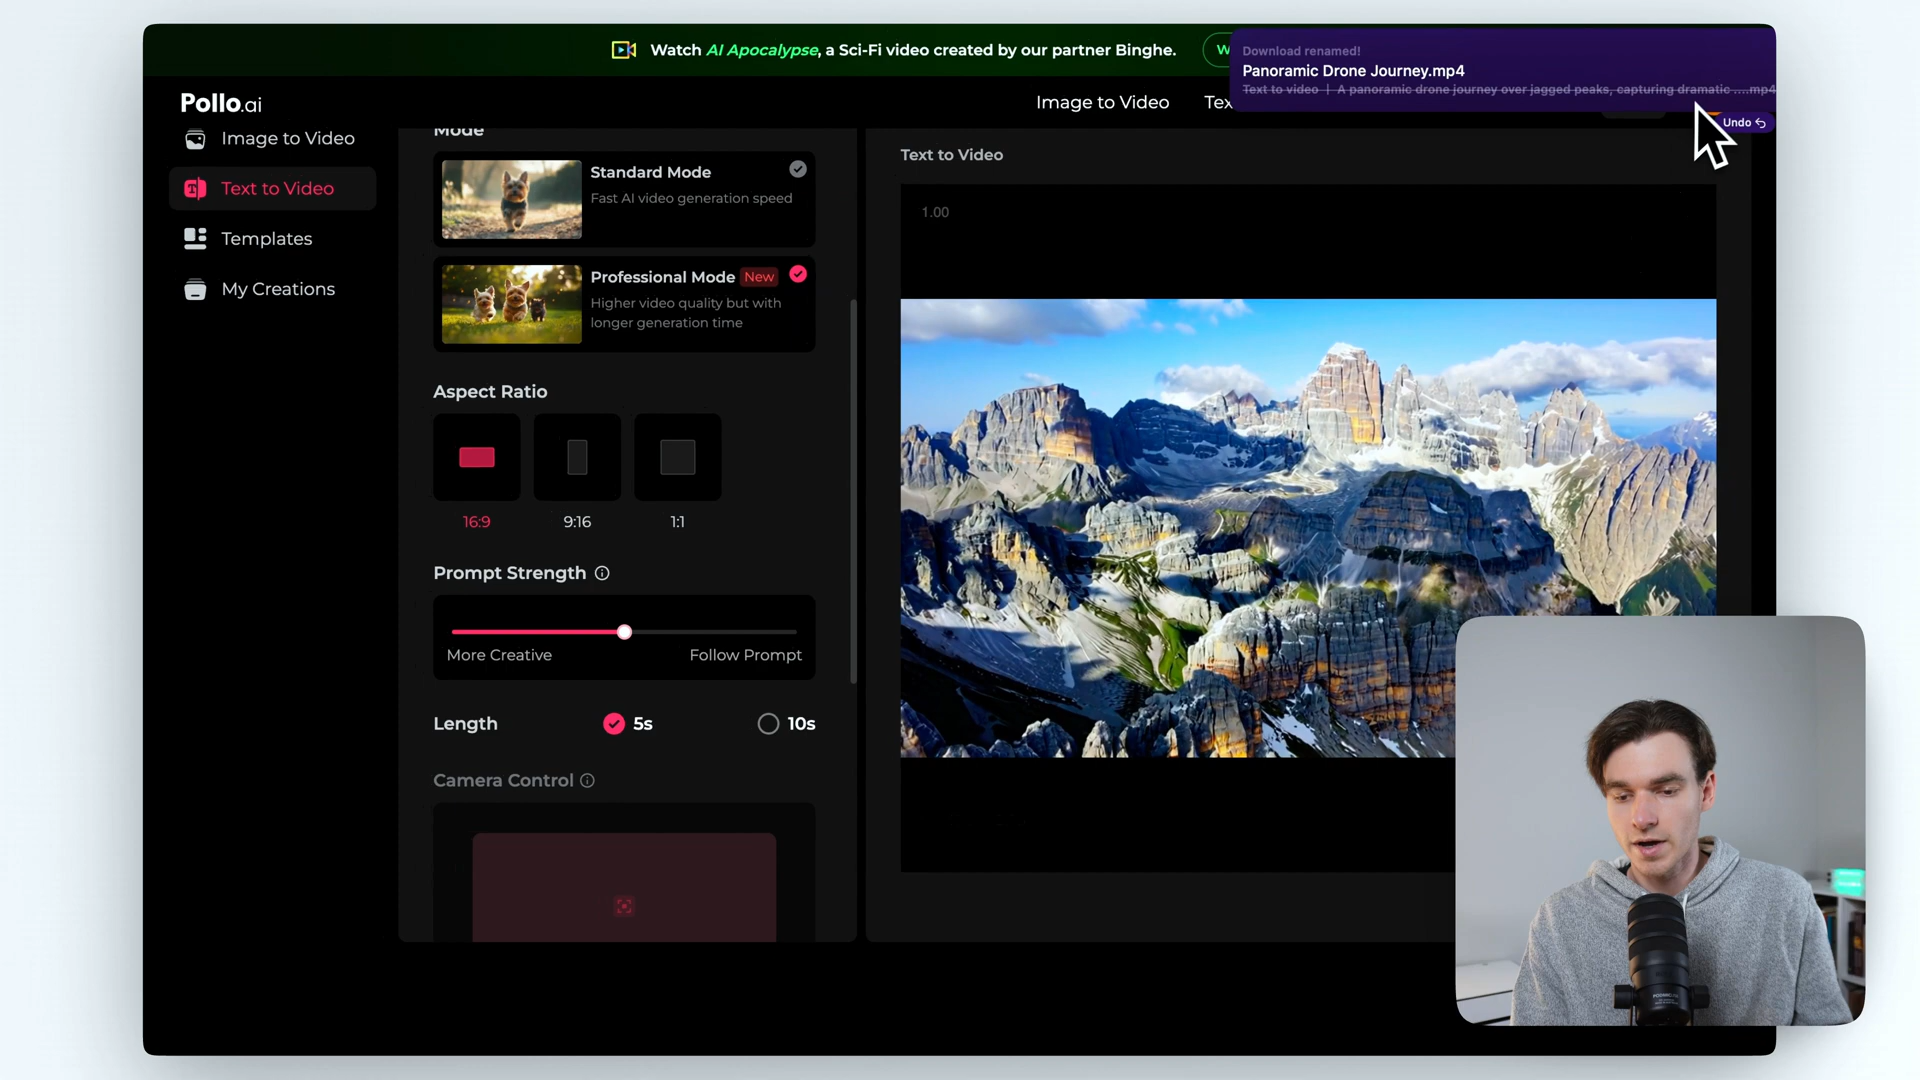 Watch AI Apocalypse, a Sci-Fi video created by our partner Binghe.
W
Download renamed!
Panoramic Drone Journey.mp4
Text to video | A panoramic drone journey over jagged peaks, capturing dramatic ....mp4
Undo
Pollo.ai
Image to Video
Tex
Image to Video
Text to Video
Templates
My Creations
Mode
Standard Mode
Fast AI video generation speed
Professional Mode New
Higher video quality but with
longer generation time
Aspect Ratio
16:9
9:16
1:1
Prompt Strength
More Creative
Follow Prompt
Length
5s
10s
Camera Control
Text to Video
1.00